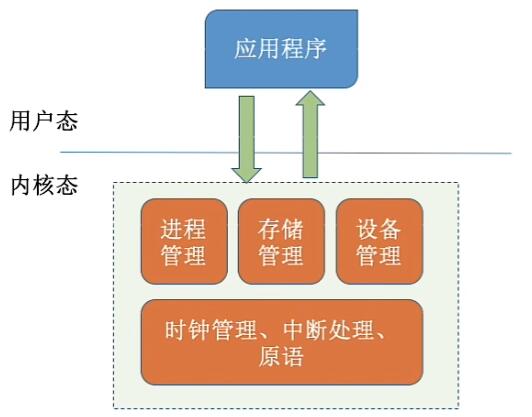 应用程序
用户态
内核态
进程
管理
存储
管理
设备
管理
时钟管理、中断处理、
原语